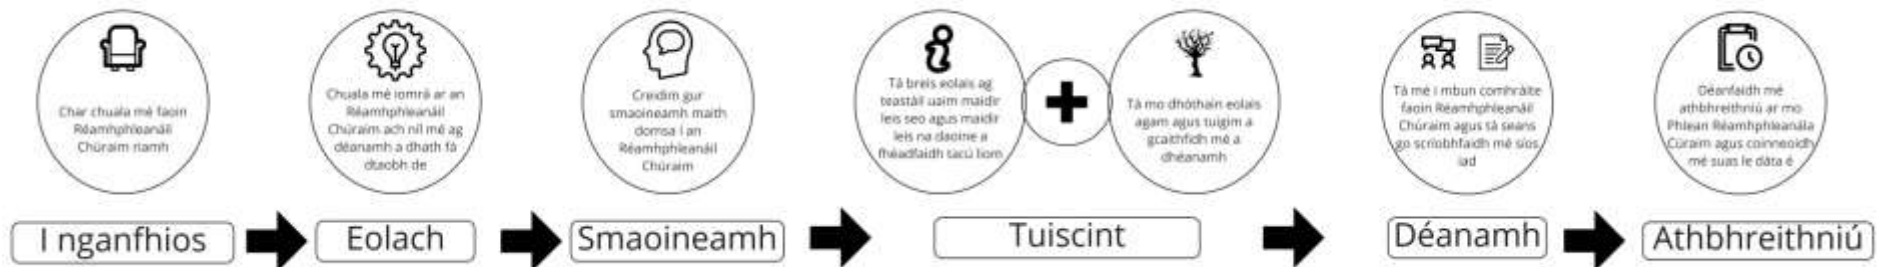 Char chuala mé faoin
Réamhphleanáil
Chúraim riamh
Chuala mé iomrá ar an
Réamhphleanáil
Chúraim ach níl mé ag
déanamh a dhath fá
dtaobh de
Creidim gur
smaoineamh maith
domsa í an
Réamhphleanáil
Chúraim
Tá breis eolais ag
teastáil uaim maidir
leis seo agus maidir
leis na daoine a
fhéadfaidh tacú liom
Tá mo dhóthain eolais
agam agus tuigim a
gcaithfidh mé a
dhéanamh
Tá mé i mbun comhráite
faoin Réamhphleanáil
Chúraim agus tá seans
go scríobhfaidh mé síos
iad
Déanfaidh mé
athbhreithniú ar mo
Phlean Réamhphleanála
Cúraim agus coinneoidh
mé suas le dáta é
I nganfhios
Eolach
Smaoineamh
Tuiscint
Déanamh
Athbhreithniú